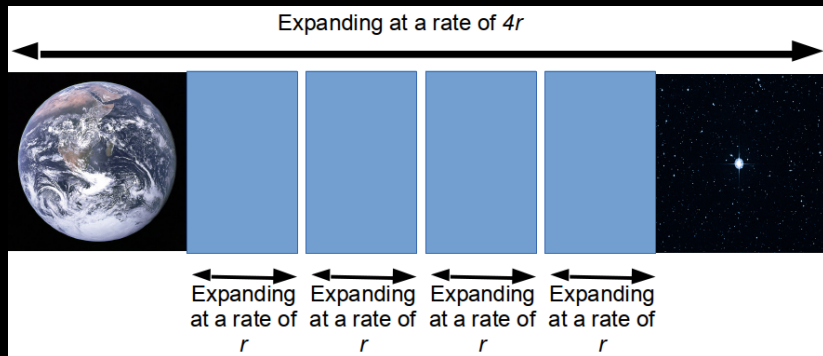 Expanding at a rate of 4r
Expanding
at a rate of
r
Expanding
at a rate of
r
Expanding
at a rate of
r
Expanding
at a rate of
r